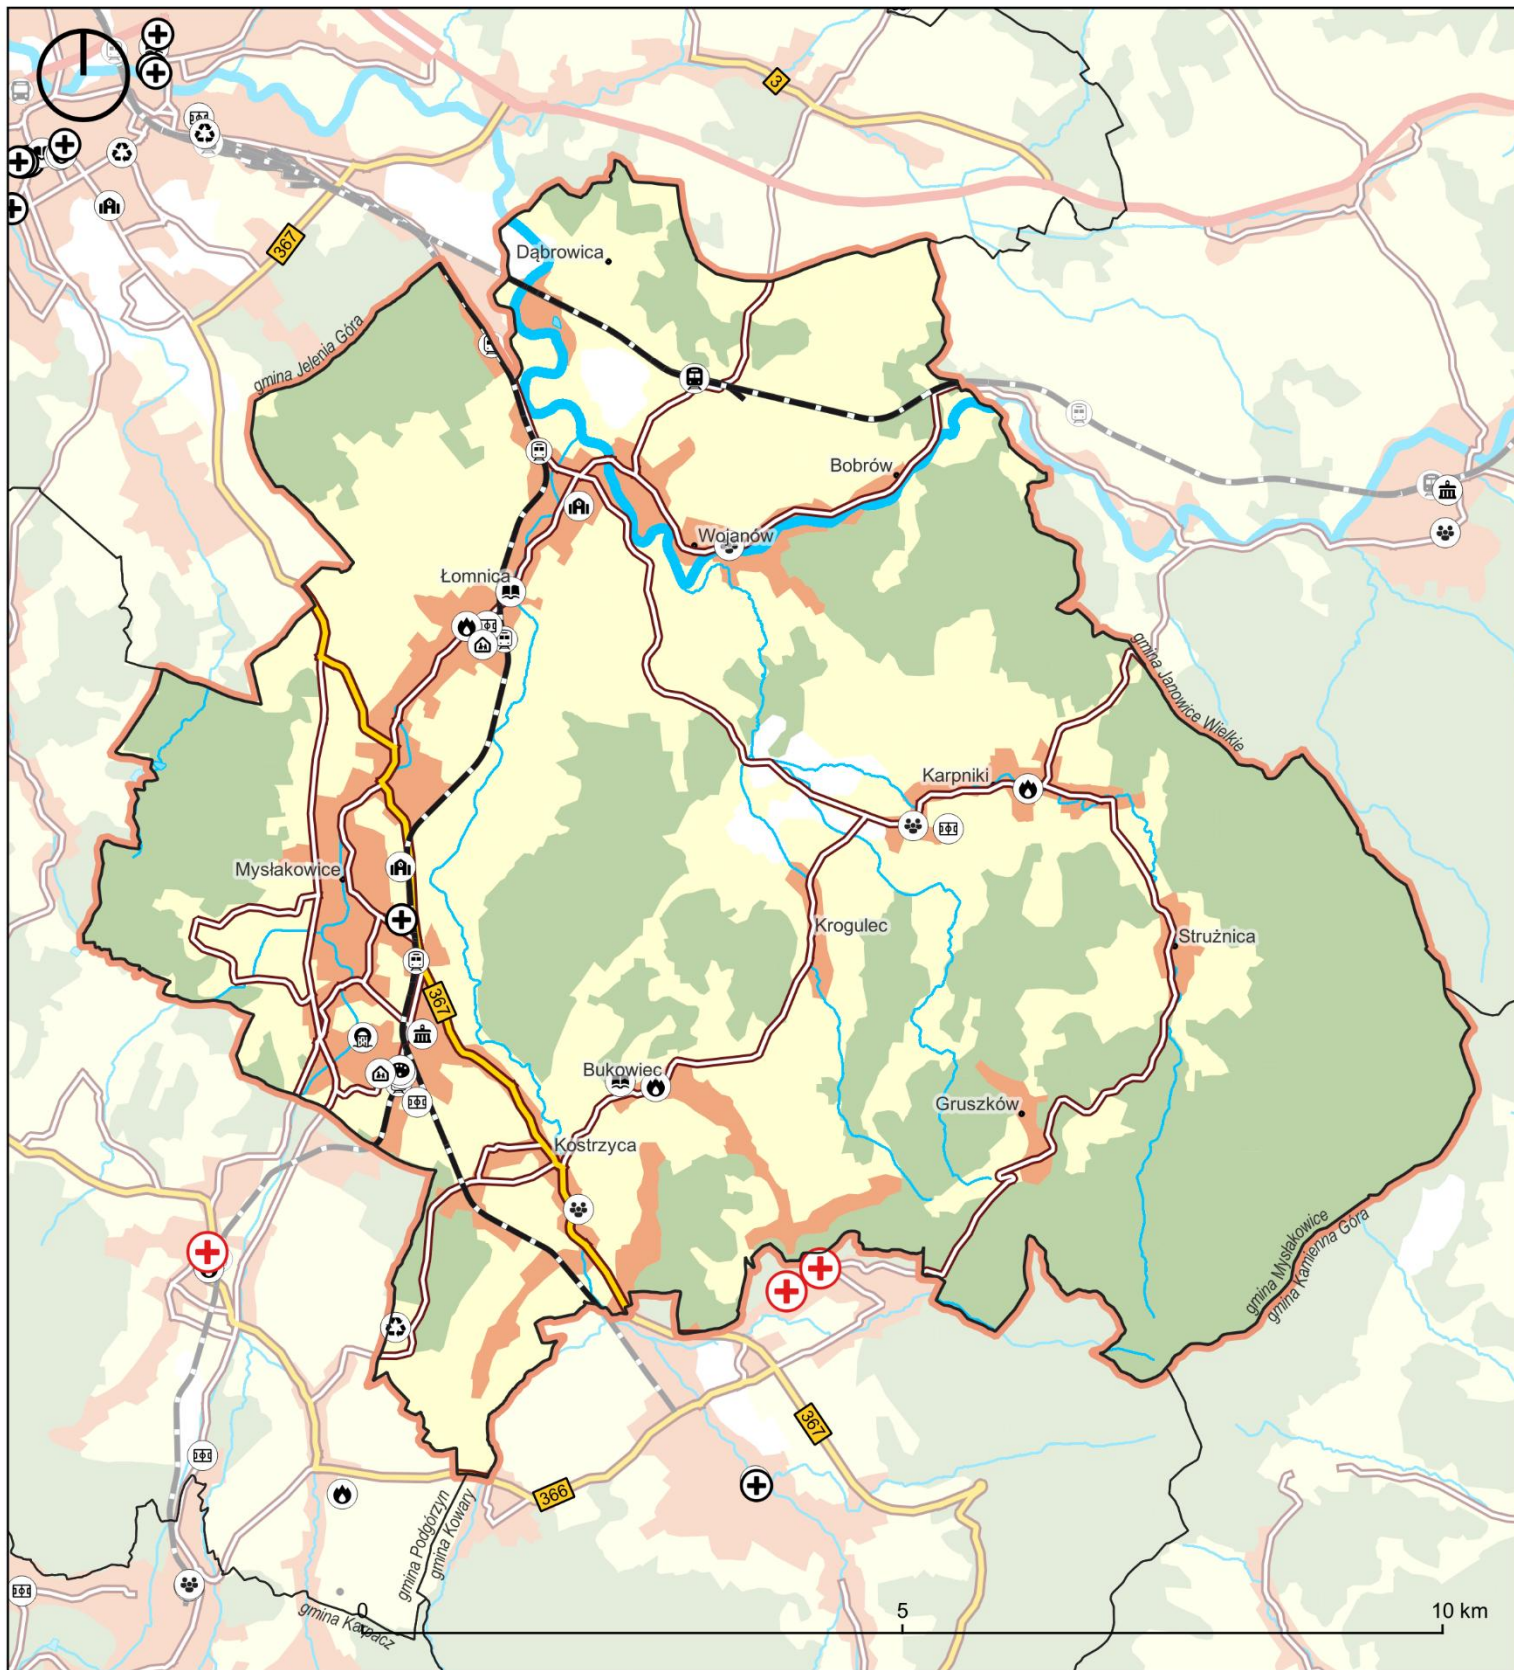 3
367
Dąbrowica
gmina Jelenia Góra
Bobrów
Wojanów
Łomnica
gmina Janowice Wielkie
Karpniki
Mysłakowice
Krogulec
Strużnica
367
Bukowiec
Gruszków
Kostrzyca
gmina Mysłakowice
gmina Kamienna Góra
367
366
gmina Podgórzyn
gmina Kowary
gmina Karpacz
0
5
10 km